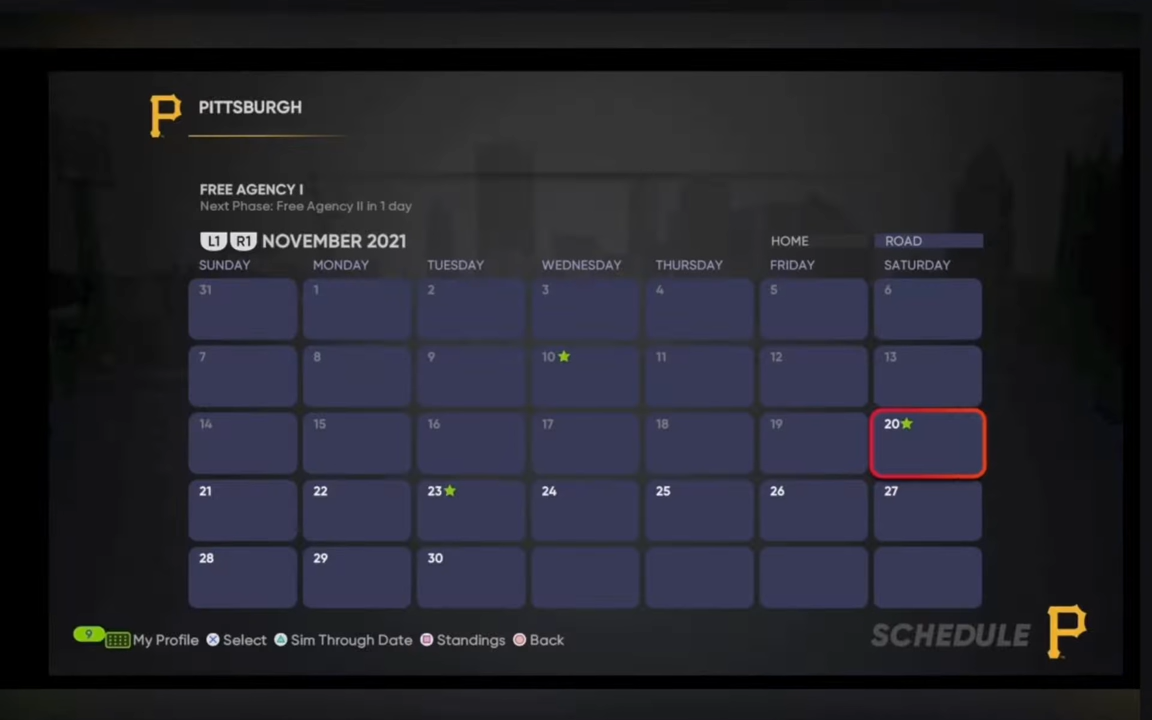 P PITTSBURGH
FREE AGENCY I
Next Phase: Free Agency II in 1 day
L1 R1 NOVEMBER 2021 HOME ROAD
SUNDAY MONDAY TUESDAY WEDNESDAY THURSDAY FRIDAY SATURDAY
31 1 2 3 4 5 6
7 8 9 10 11 12 13
14 15 16 17 18 19 20
21 22 23 24 25 26 27
28 29 30
9 My Profile Select Sim Through Date Standings Back SCHEDULE P